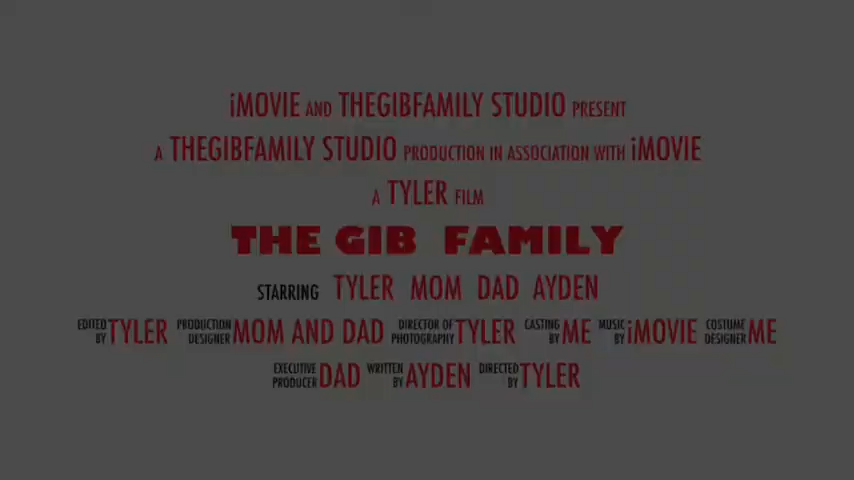 iMOVIE AND THEGIBFAMILY STUDIO PRESENT
A THEGIBFAMILY STUDIO PRODUCTION IN ASSOCIATION WITH iMOVIE
A TYLER FILM
THE GIB FAMILY
STARRING TYLER MOM DAD AYDEN
EDITED BY TYLER PRODUCTION DESIGNER MOM AND DAD DIRECTOR OF PHOTOGRAPHY TYLER CASTING BY ME MUSIC BY iMOVIE COSTUME DESIGNER ME
EXECUTIVE PRODUCER DAD WRITTEN BY AYDEN DIRECTED BY TYLER